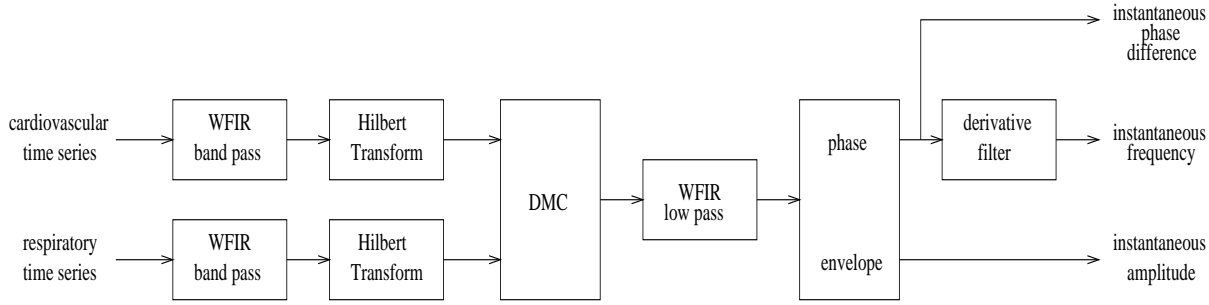 instantaneous
phase
difference
cardiovascular
time series
WFIR
band pass
Hilbert
Transform
DMC
WFIR
low pass
phase
derivative
filter
instantaneous
frequency
respiratory
time series
WFIR
band pass
Hilbert
Transform
envelope
instantaneous
amplitude